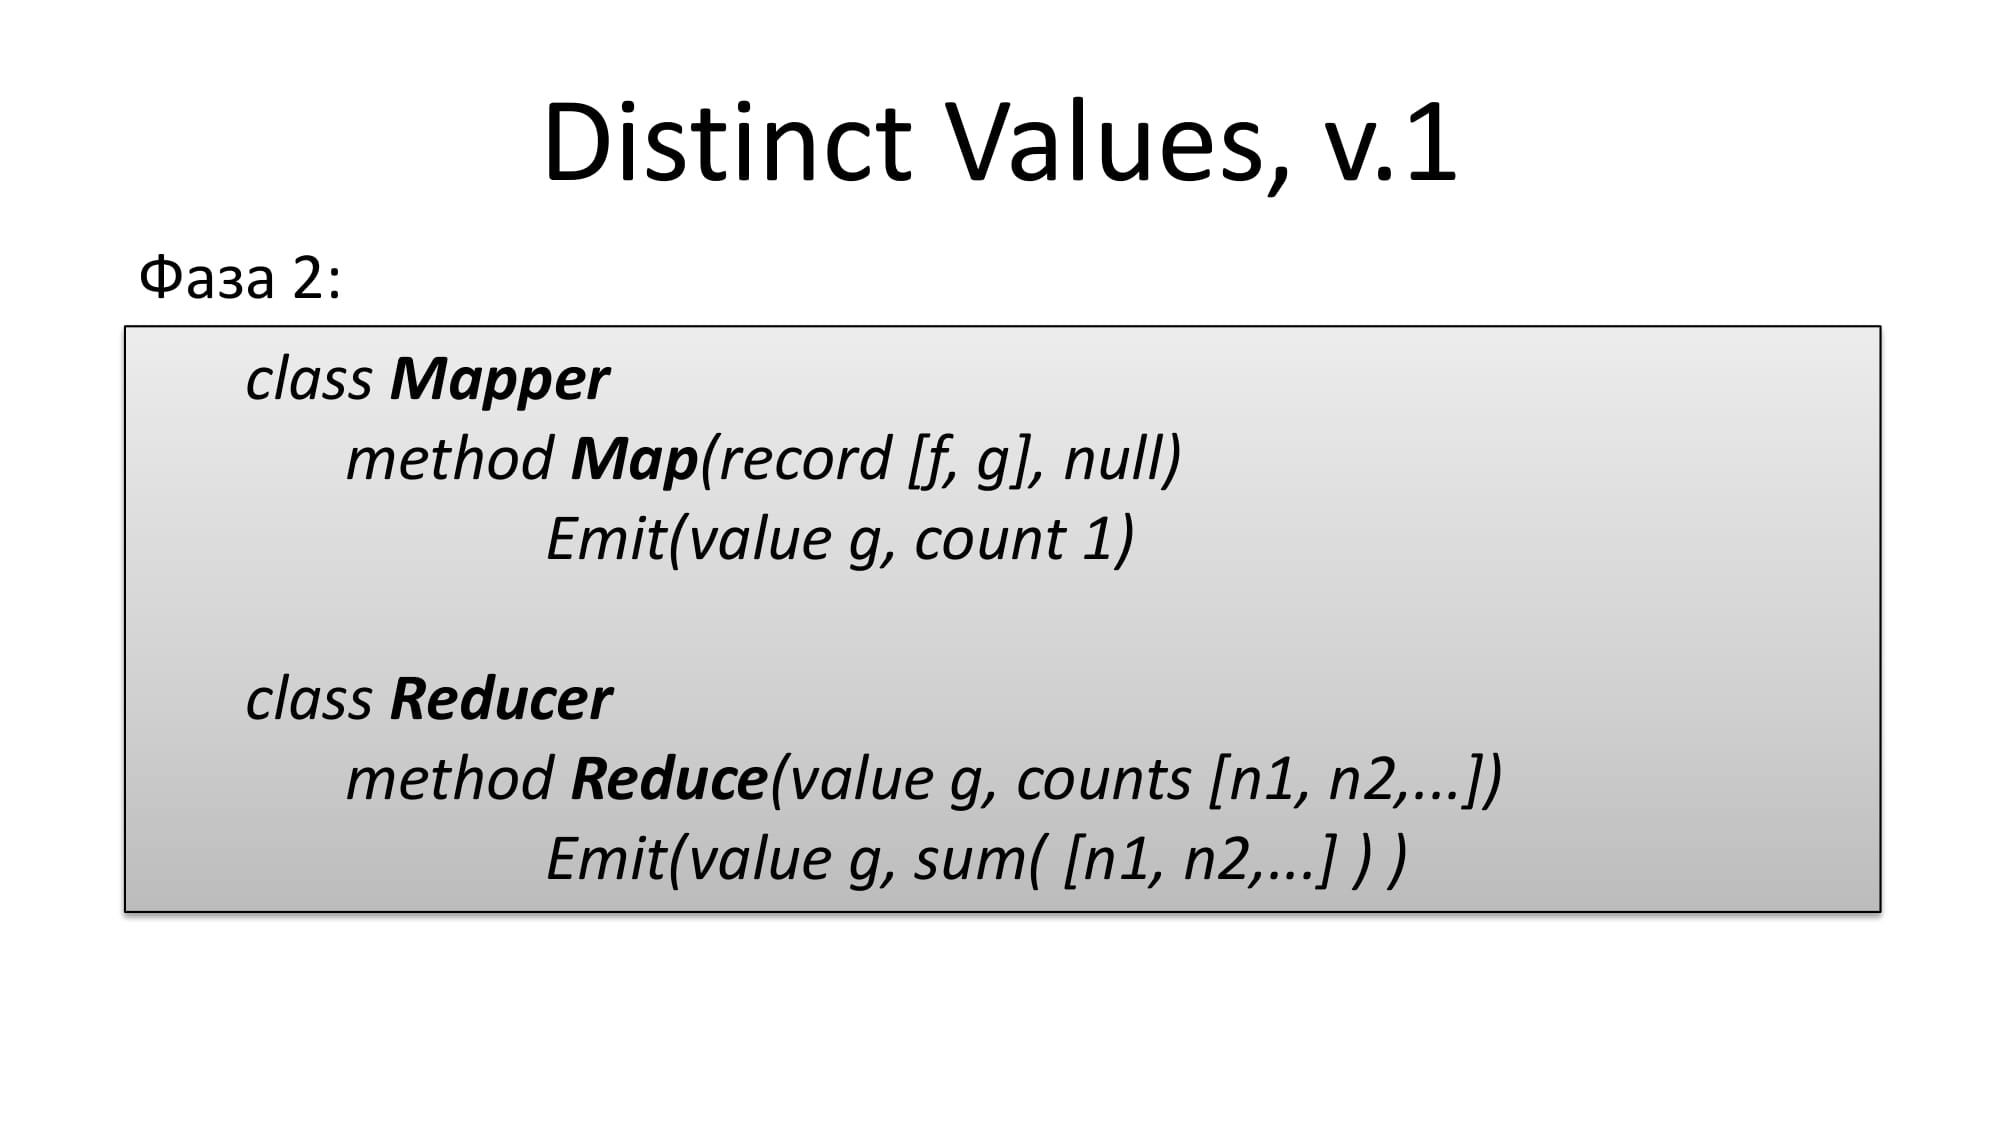 Distinct Values, v.1
Фаза 2:
class Mapper
method Map(record [f, g], null)
Emit(value g, count 1)
class Reducer
method Reduce(value g, counts [n1, n2,...])
Emit(value g, sum( [n1, n2,...] ) )